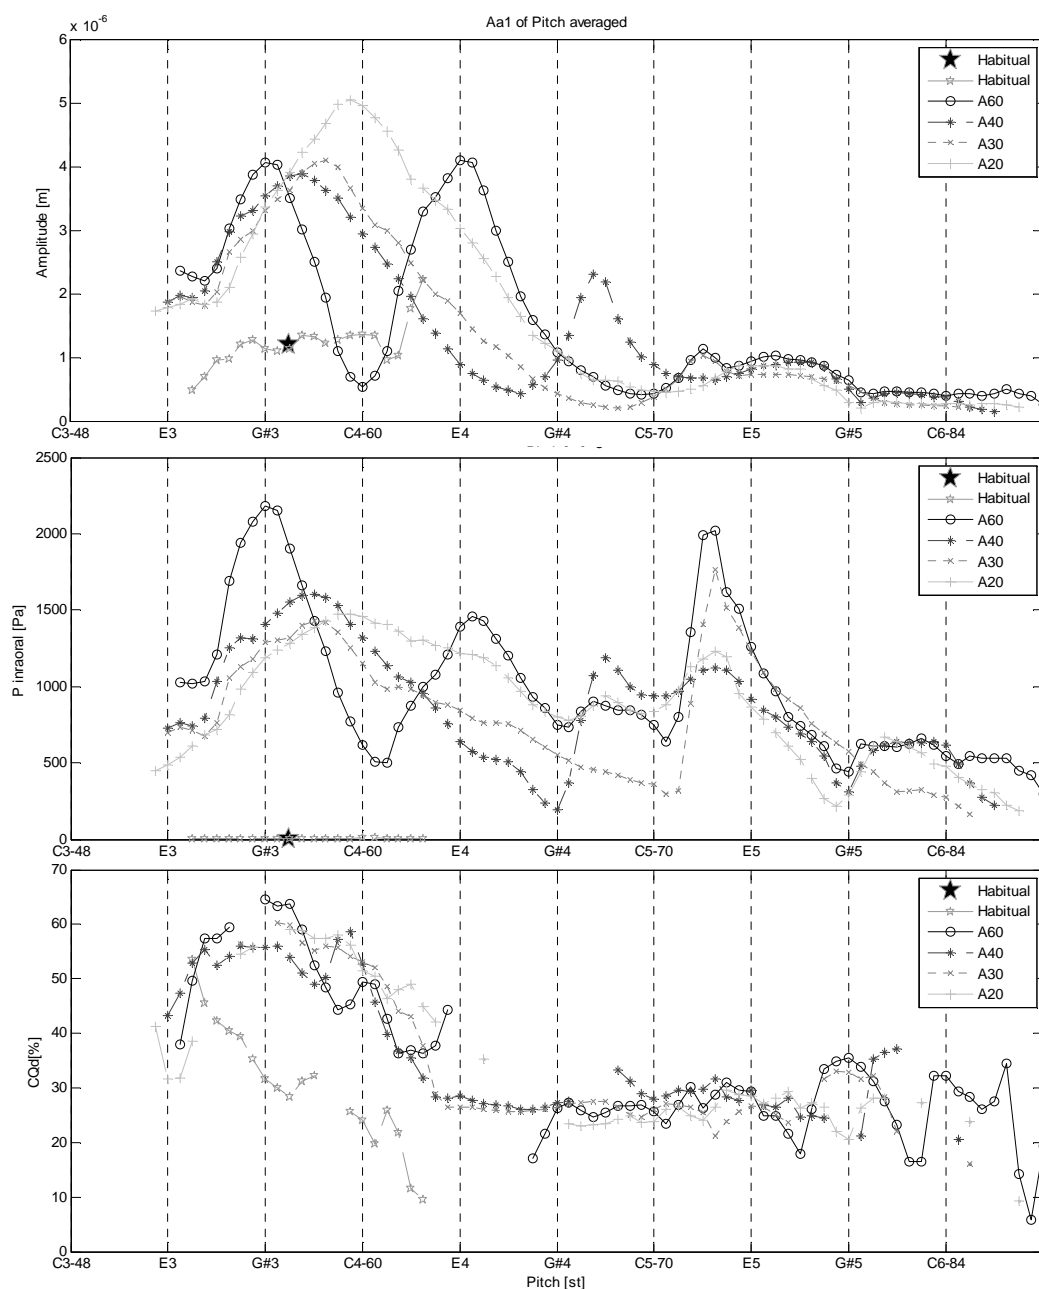 Aa1 of Pitch averaged
x 10^-6
6
5
4
3
2
1
0
Amplitude [m]
C3-48 E3 G#3 C4-60 E4 G#4 C5-70 E5 G#5 C6-84
Habitual
Habitual
A60
A40
A30
A20
2500
2000
1500
1000
500
0
P inraoral [Pa]
C3-48 E3 G#3 C4-60 E4 G#4 C5-70 E5 G#5 C6-84
Habitual
Habitual
A60
A40
A30
A20
70
60
50
40
30
20
10
0
CQd[%]
C3-48 E3 G#3 C4-60 E4 G#4 C5-70 E5 G#5 C6-84
Pitch [st]
Habitual
Habitual
A60
A40
A30
A20